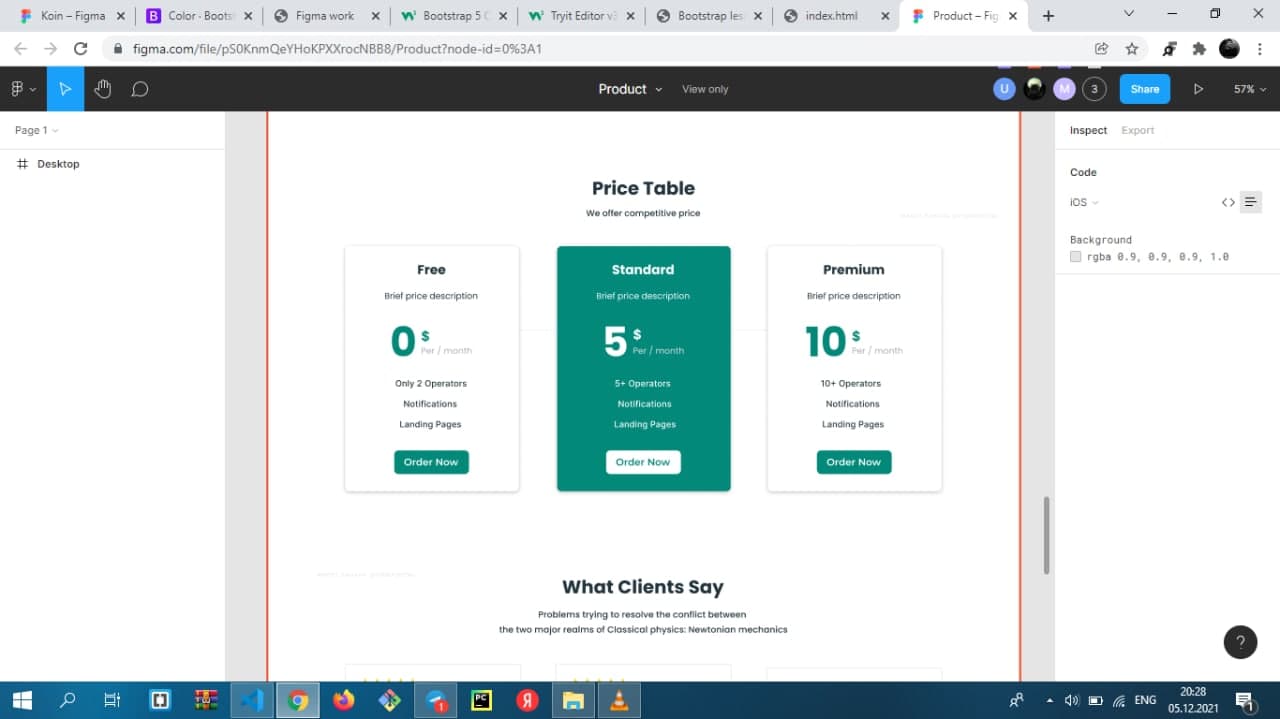 Koin – Figma
Color · Boots
Figma work
Bootstrap 5 C
Tryit Editor v3
Bootstrap les
index.html
Product – Fig
figma.com/file/pS0KnmQeYHoKPXXrocNBB8/Product?node-id=0%3A1
Product
View only
U
M
3
Share
57%
Page 1
Inspect
Export
Desktop
Code
iOS
Background
rgba 0.9, 0.9, 0.9, 1.0
Price Table
We offer competitive price
Free
Standard
Premium
Brief price description
Brief price description
Brief price description
0 $
Per / month
5 $
Per / month
10 $
Per / month
Only 2 Operators
5+ Operators
10+ Operators
Notifications
Notifications
Notifications
Landing Pages
Landing Pages
Landing Pages
Order Now
Order Now
Order Now
What Clients Say
Problems trying to resolve the conflict between
the two major realms of Classical physics: Newtonian mechanics
?
PC
Я
1
ENG
20:28
05.12.2021
1